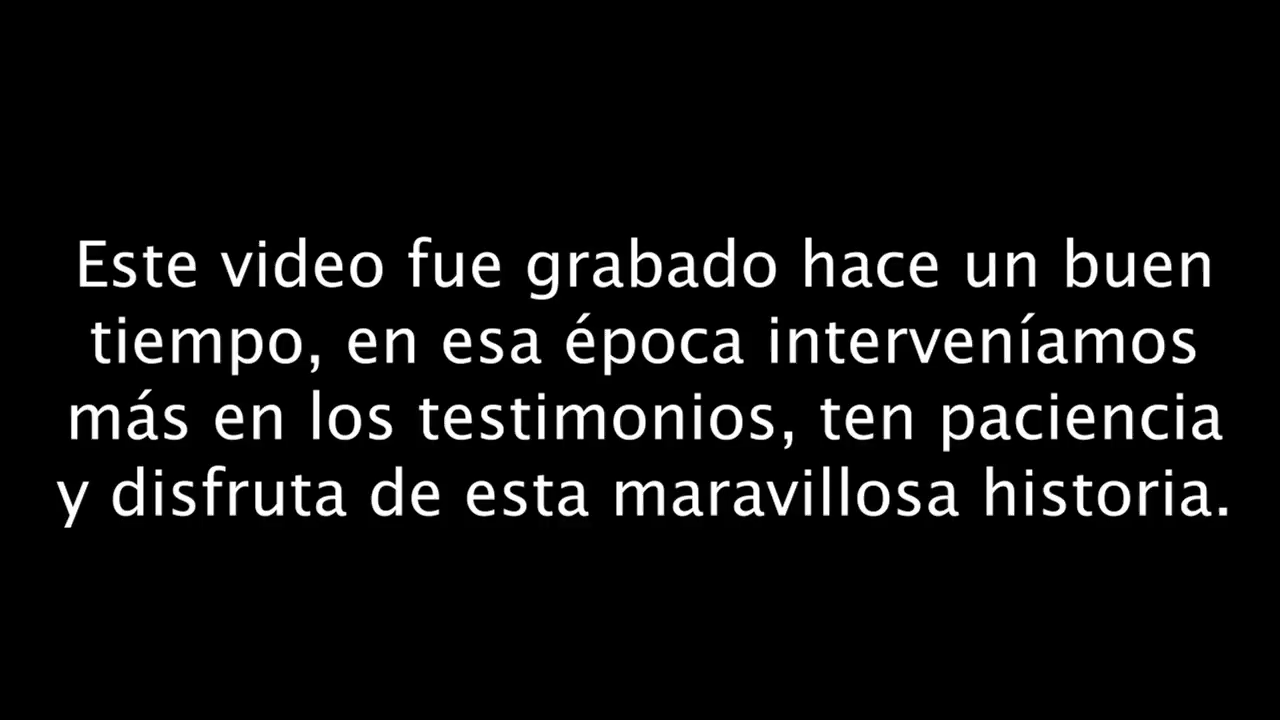 Este video fue grabado hace un buen
tiempo, en esa época interveníamos
más en los testimonios, ten paciencia
y disfruta de esta maravillosa historia.